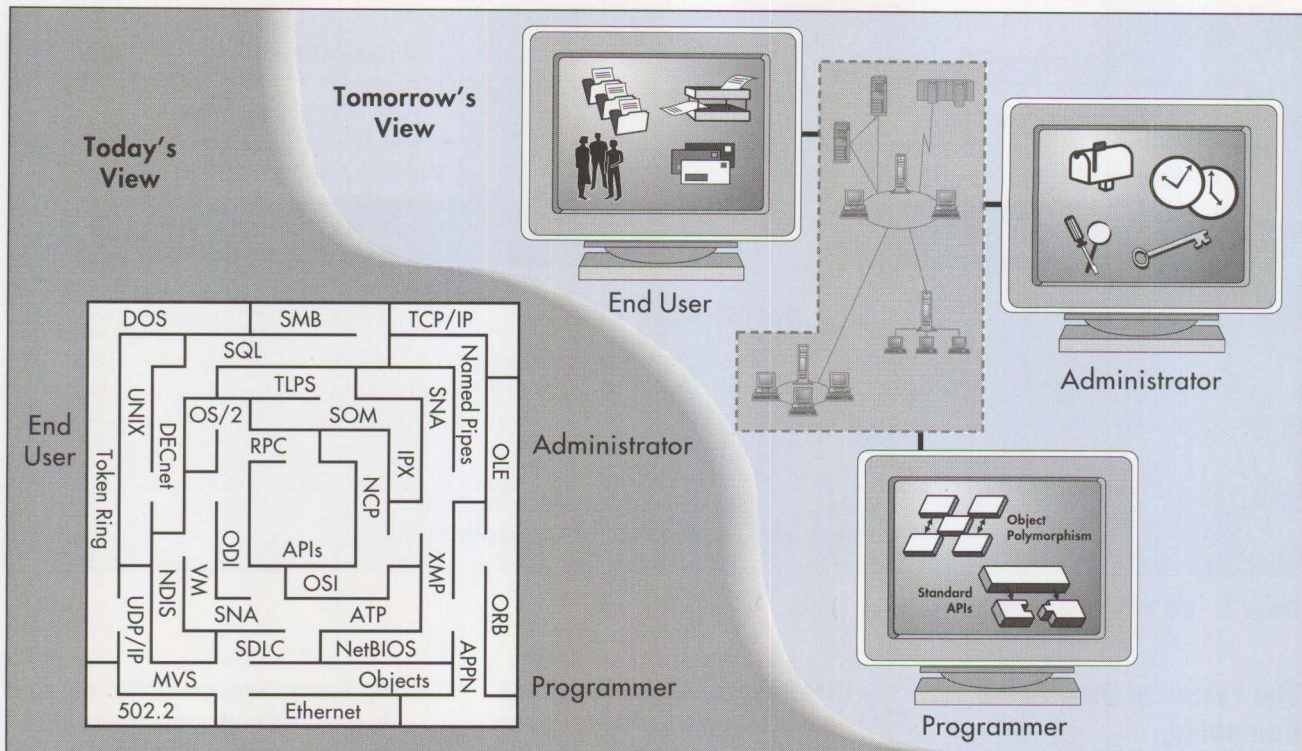 Today's
View
Tomorrow's
View
End User
Administrator
Object
Polymorphism
Standard
APIs
Programmer
End
User
Administrator
Programmer
DOS
SMB
TCP/IP
SQL
Named Pipes
TLPS
SNA
UNIX
OS/2
SOM
OLE
DECnet
RPC
IPX
Token Ring
NCP
ODI
APIs
XMP
VM
OSI
NDIS
SNA
ATP
ORB
UDP/IP
SDLC
NetBIOS
APPN
MVS
Objects
502.2
Ethernet